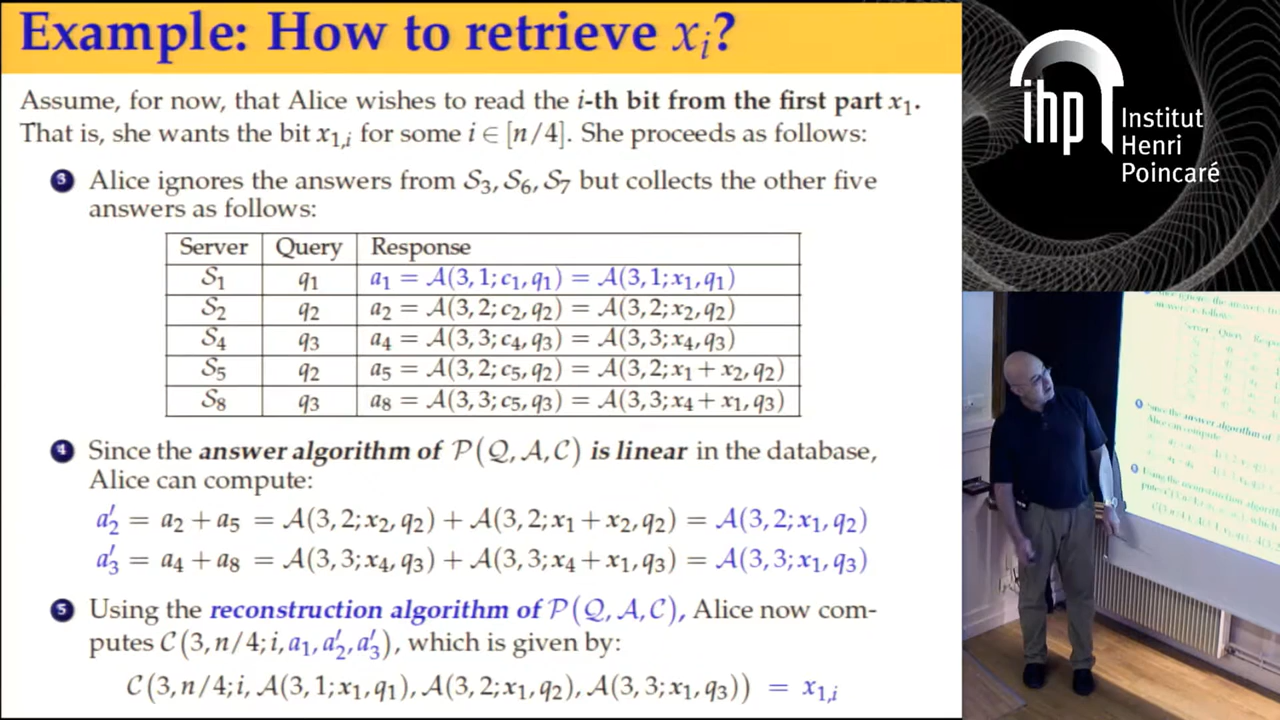 Example: How to retrieve xᵢ?
Assume, for now, that Alice wishes to read the i-th bit from the first part x₁.
That is, she wants the bit x₁,ᵢ for some i ∈ [n/4]. She proceeds as follows:
3 Alice ignores the answers from S₃, S₆, S₇ but collects the other five
answers as follows:
Server Query Response
S₁ q₁ a₁ = A(3,1;c₁,q₁) = A(3,1;x₁,q₁)
S₂ q₂ a₂ = A(3,2;c₂,q₂) = A(3,2;x₂,q₂)
S₄ q₃ a₄ = A(3,3;c₄,q₃) = A(3,3;x₄,q₃)
S₅ q₂ a₅ = A(3,2;c₅,q₂) = A(3,2;x₁+x₂,q₂)
S₈ q₃ a₈ = A(3,3;c₅,q₃) = A(3,3;x₄+x₁,q₃)
4 Since the answer algorithm of P(Q,A,C) is linear in the database,
Alice can compute:
a′₂ = a₂ + a₅ = A(3,2;x₂,q₂) + A(3,2;x₁+x₂,q₂) = A(3,2;x₁,q₂)
a′₃ = a₄ + a₈ = A(3,3;x₄,q₃) + A(3,3;x₄+x₁,q₃) = A(3,3;x₁,q₃)
5 Using the reconstruction algorithm of P(Q,A,C), Alice now com-
putes C(3,n/4;i,a₁,a′₂,a′₃), which is given by:
C(3,n/4;i, A(3,1;x₁,q₁), A(3,2;x₁,q₂), A(3,3;x₁,q₃)) = x₁,ᵢ
ihp
Institut
Henri
Poincaré